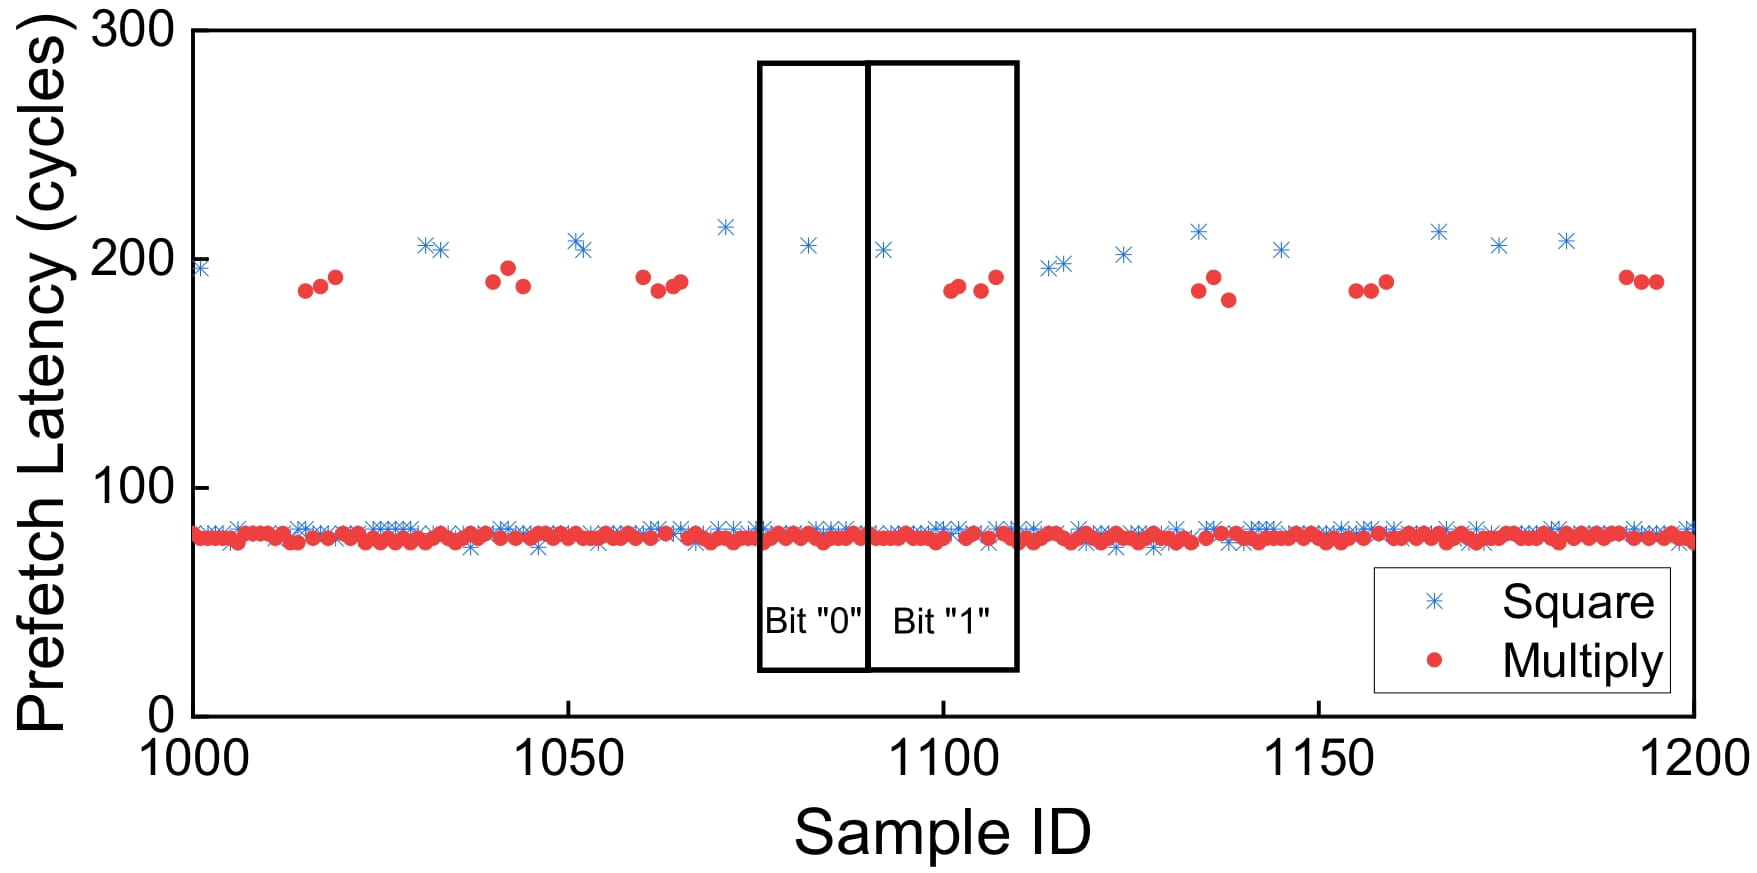 Prefetch Latency (cycles)
300
200
100
0
Bit "0"
Bit "1"
Square
Multiply
1000
1050
1100
1150
1200
Sample ID